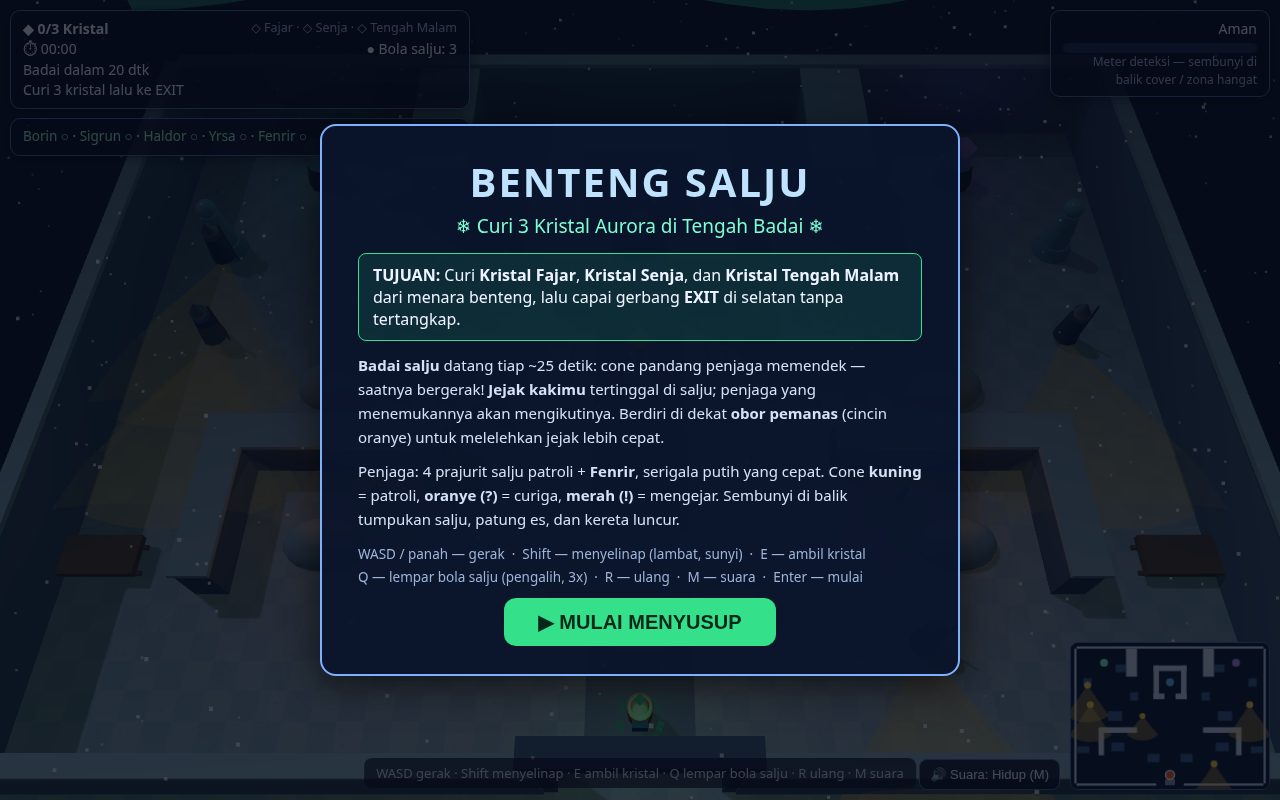 ◆ 0/3 Kristal
◇ Fajar · ◇ Senja · ◇ Tengah Malam
⏱ 00:00
● Bola salju: 3
Badai dalam 20 dtk
Curi 3 kristal lalu ke EXIT
Aman
Meter deteksi — sembunyi di
balik cover / zona hangat
Borin ○ · Sigrun ○ · Haldor ○ · Yrsa ○ · Fenrir ○
BENTENG SALJU
❄ Curi 3 Kristal Aurora di Tengah Badai ❄
TUJUAN: Curi Kristal Fajar, Kristal Senja, dan Kristal Tengah Malam
dari menara benteng, lalu capai gerbang EXIT di selatan tanpa
tertangkap.
Badai salju datang tiap ~25 detik: cone pandang penjaga memendek —
saatnya bergerak! Jejak kakimu tertinggal di salju; penjaga yang
menemukannya akan mengikutinya. Berdiri di dekat obor pemanas (cincin
oranye) untuk melelehkan jejak lebih cepat.
Penjaga: 4 prajurit salju patroli + Fenrir, serigala putih yang cepat. Cone kuning
= patroli, oranye (?) = curiga, merah (!) = mengejar. Sembunyi di balik
tumpukan salju, patung es, dan kereta luncur.
WASD / panah — gerak · Shift — menyelinap (lambat, sunyi) · E — ambil kristal
Q — lempar bola salju (pengalih, 3x) · R — ulang · M — suara · Enter — mulai
▶ MULAI MENYUSUP
WASD gerak · Shift menyelinap · E ambil kristal · Q lempar bola salju · R ulang · M suara
🔊 Suara: Hidup (M)